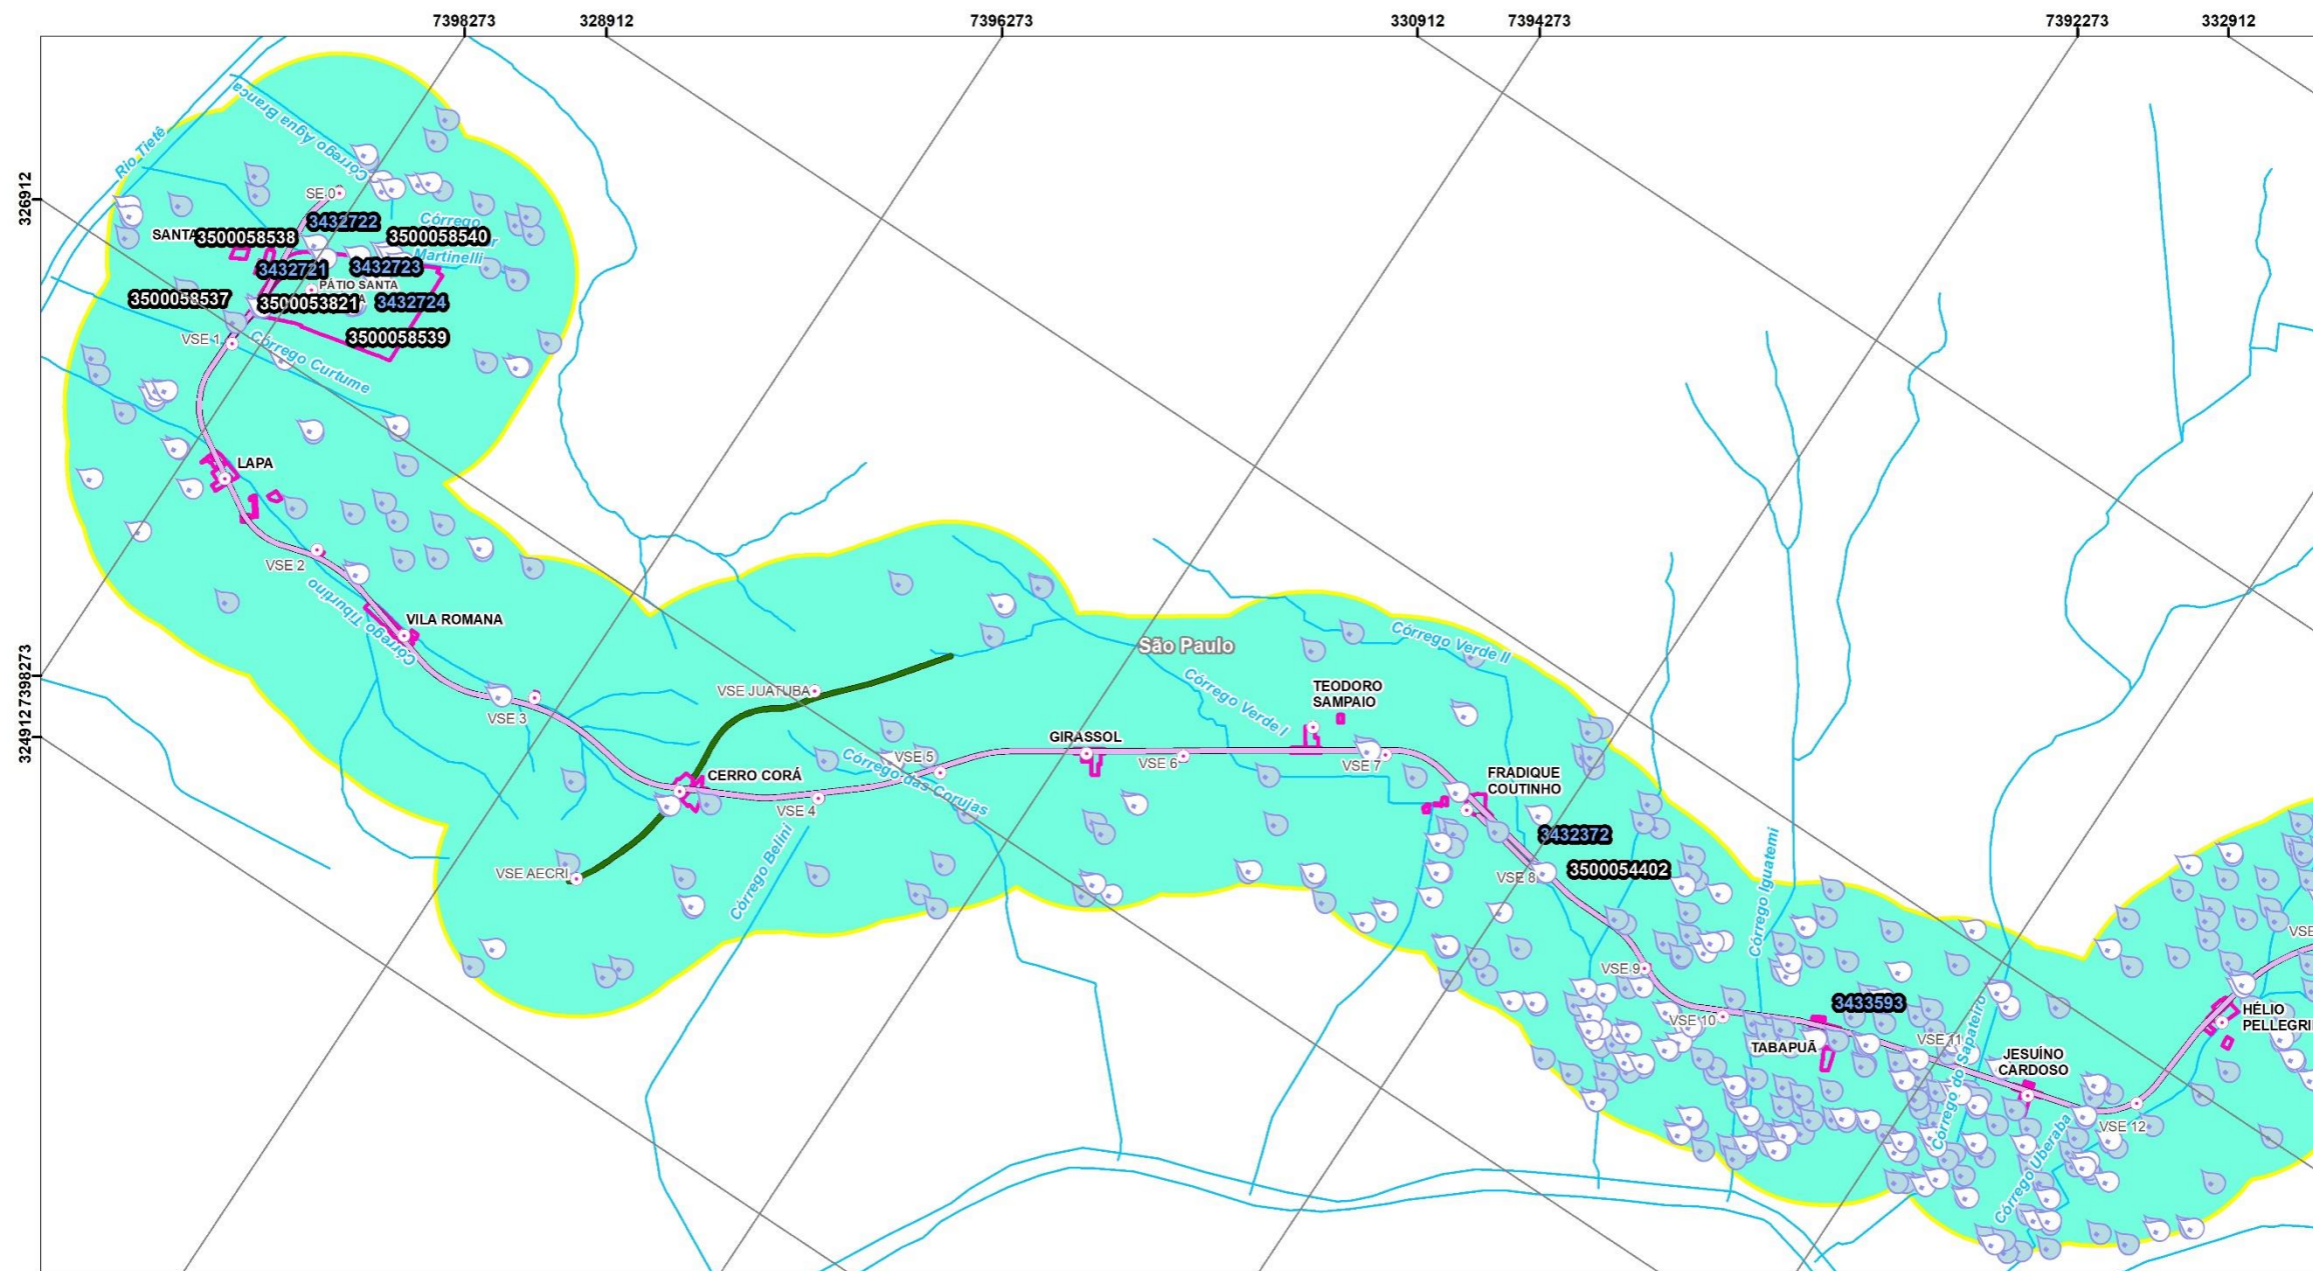 7398273
328912
7396273
330912
7394273
7392273
332912
326912
7398273
324912
Rio Tietê
Córrego Água Branca
SE 0
3432722
SANTA
3500058538
Córrego
3500058540
Martinelli
3432721
3432723
PÁTIO SANTA
3500058537
3500053821
3432724
3500058539
VSE 1
Córrego Curtume
LAPA
VSE 2
Córrego Tiburtino
VILA ROMANA
VSE 3
VSE JUATUBA
CERRO CORÁ
VSE 4
VSE AECRI
Córrego Belini
VSE 5
Córrego das Corujas
São Paulo
GIRASSOL
VSE 6
Córrego Verde I
TEODORO
SAMPAIO
Córrego Verde II
VSE 7
FRADIQUE
COUTINHO
3432372
VSE 8
3500054402
VSE 9
Córrego Iguatemi
VSE 10
3433593
TABAPUÃ
VSE 11
Córrego do Sapateiro
JESUÍNO
CARDOSO
Córrego Uberaba
VSE 12
VSE
HÉLIO
PELLEGRI